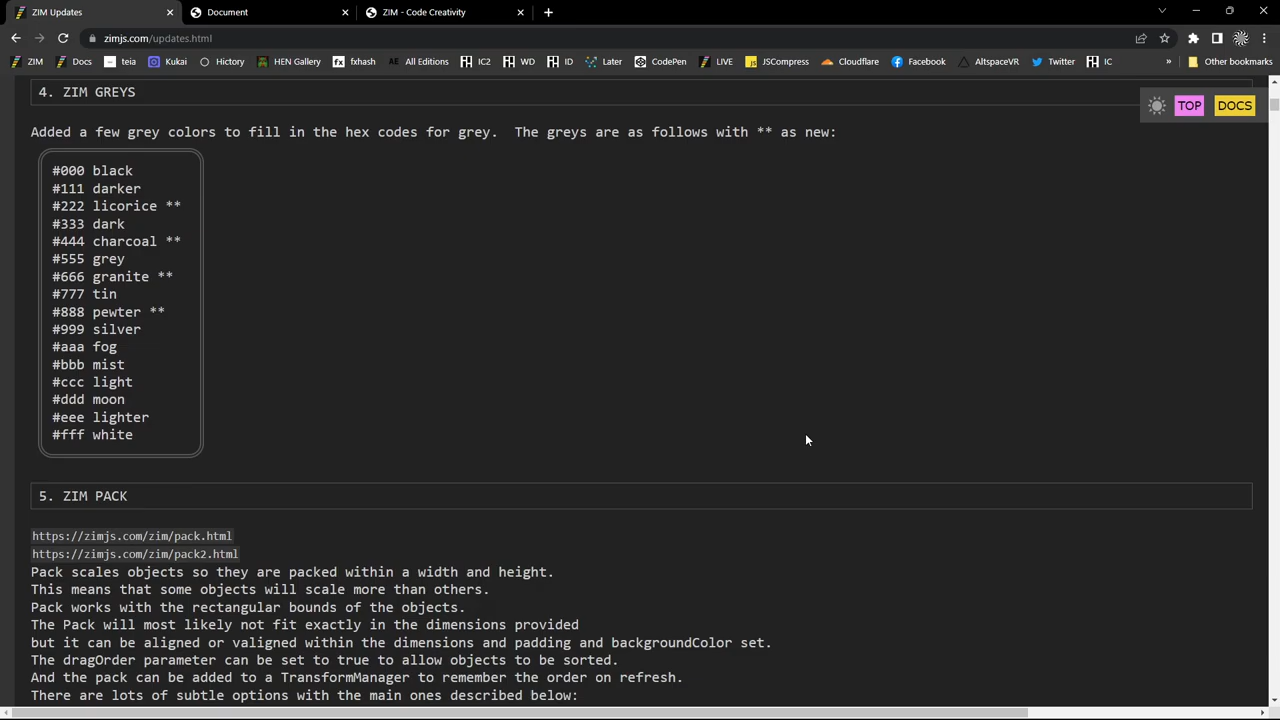 ZIM Updates
Document
ZIM - Code Creativity
zimjs.com/updates.html
ZIM
Docs
teia
Kukai
Hictory
HEN Gallery
fx fxhash
AE All Editions
IC2
WD
ID
Later
CodePen
LIVE
JS JSCompress
Cloudflare
Facebook
AltspaceVR
Twitter
IC
»
Other bookmarks
4. ZIM GREYS
TOP
DOCS
Added a few grey colors to fill in the hex codes for grey.  The greys are as follows with ** as new:
#000 black
#111 darker
#222 licorice **
#333 dark
#444 charcoal **
#555 grey
#666 granite **
#777 tin
#888 pewter **
#999 silver
#aaa fog
#bbb mist
#ccc light
#ddd moon
#eee lighter
#fff white
5. ZIM PACK
https://zimjs.com/zim/pack.html
https://zimjs.com/zim/pack2.html
Pack scales objects so they are packed within a width and height.
This means that some objects will scale more than others.
Pack works with the rectangular bounds of the objects.
The Pack will most likely not fit exactly in the dimensions provided
but it can be aligned or valigned within the dimensions and padding and backgroundColor set.
The dragOrder parameter can be set to true to allow objects to be sorted.
And the pack can be added to a TransformManager to remember the order on refresh.
There are lots of subtle options with the main ones described below: